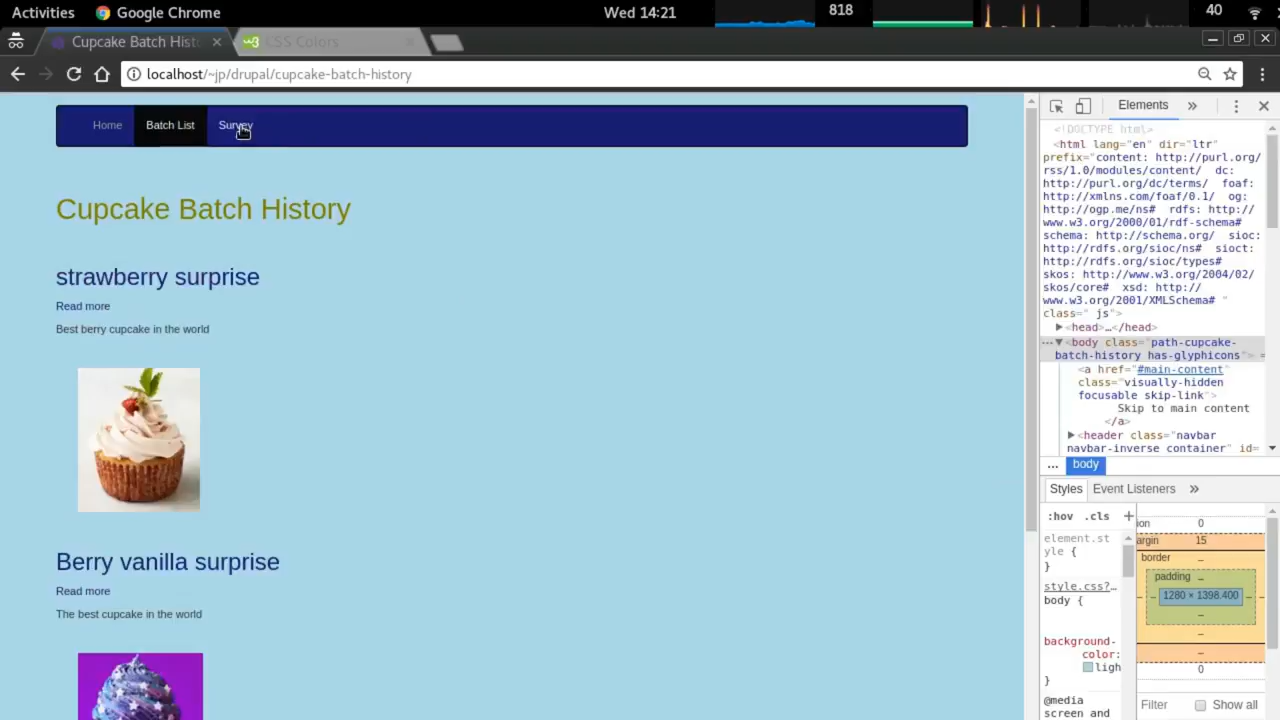 Activities Google Chrome Wed 14:21 818 40
Cupcake Batch Hist CSS Colors
localhost/~jp/drupal/cupcake-batch-history
Home Batch List Survey
Cupcake Batch History
strawberry surprise
Read more
Best berry cupcake in the world
Berry vanilla surprise
Read more
The best cupcake in the world
Elements
<!DOCTYPE html>
<html lang="en" dir="ltr"
prefix="content: http://purl.org/
rss/1.0/modules/content/ dc:
http://purl.org/dc/terms/ foaf:
http://xmlns.com/foaf/0.1/ og:
http://ogp.me/ns# rdfs: http://
www.w3.org/2000/01/rdf-schema#
schema: http://schema.org/ sioc:
http://rdfs.org/sioc/ns# sioct:
http://rdfs.org/sioc/types#
skos: http://www.w3.org/2004/02/
skos/core# xsd: http://
www.w3.org/2001/XMLSchema# "
class=" js">
<head>…</head>
<body class="path-cupcake-
batch-history has-glyphicons"> =
<a href="#main-content"
class="visually-hidden
focusable skip-link">
Skip to main content
</a>
<header class="navbar
navbar-inverse container" id=
... body
Styles Event Listeners
:hov .cls +
element.st
yle {
}
style.css?…
body {
background-
color:
ligh
}
@media
screen and
ion 0
argin 15
border –
padding –
– – 1280 × 1398.400 – –
–
–
–
0
Filter Show all